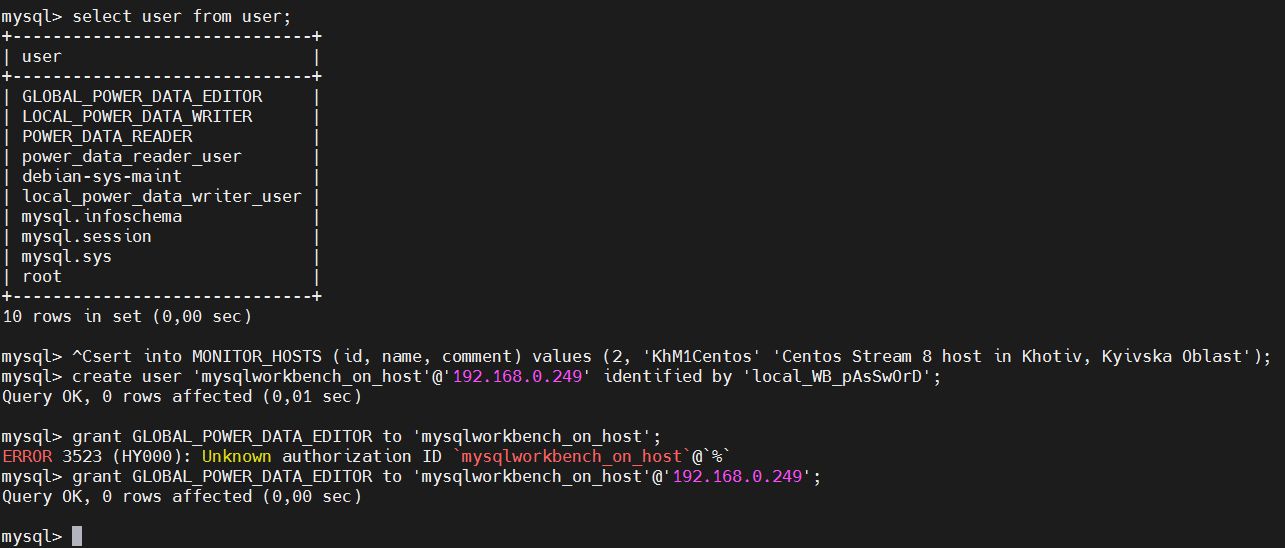 mysql> select user from user;
+------------------------------+
| user                         |
+------------------------------+
| GLOBAL_POWER_DATA_EDITOR     |
| LOCAL_POWER_DATA_WRITER      |
| POWER_DATA_READER            |
| power_data_reader_user       |
| debian-sys-maint             |
| local_power_data_writer_user |
| mysql.infoschema             |
| mysql.session                |
| mysql.sys                    |
| root                         |
+------------------------------+
10 rows in set (0,00 sec)
mysql> ^Csert into MONITOR_HOSTS (id, name, comment) values (2, 'KhM1Centos' 'Centos Stream 8 host in Khotiv, Kyivska Oblast');
mysql> create user 'mysqlworkbench_on_host'@'192.168.0.249' identified by 'local_WB_pAsSwOrD';
Query OK, 0 rows affected (0,01 sec)
mysql> grant GLOBAL_POWER_DATA_EDITOR to 'mysqlworkbench_on_host';
ERROR 3523 (HY000): Unknown authorization ID `mysqlworkbench_on_host`@`%`
mysql> grant GLOBAL_POWER_DATA_EDITOR to 'mysqlworkbench_on_host'@'192.168.0.249';
Query OK, 0 rows affected (0,00 sec)
mysql>